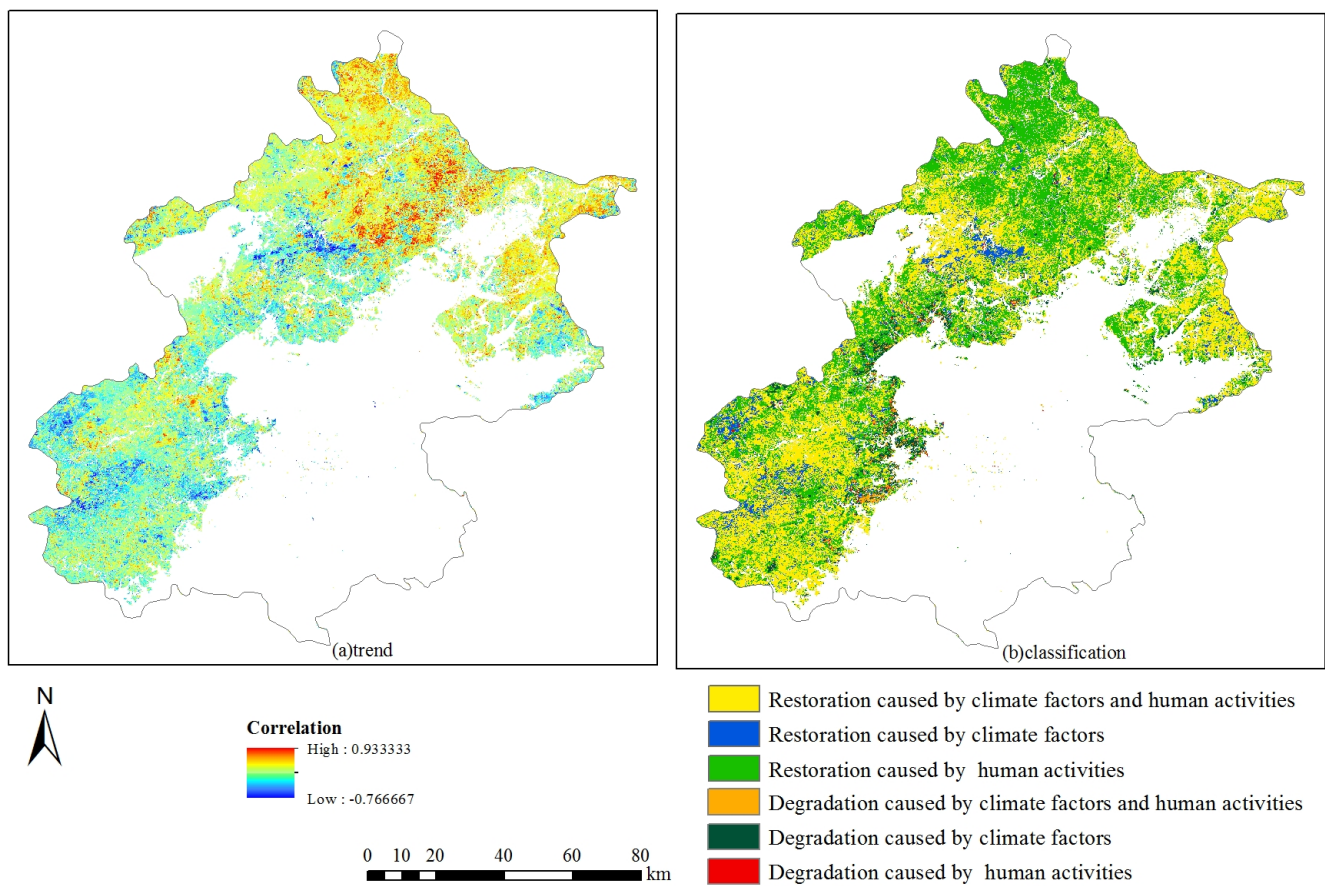 (a)trend
(b)classification
N
Correlation
High : 0.933333
Low : -0.766667
0 10 20 40 60 80
km
Restoration caused by climate factors and human activities
Restoration caused by climate factors
Restoration caused by  human activities
Degradation caused by climate factors and human activities
Degradation caused by climate factors
Degradation caused by  human activities